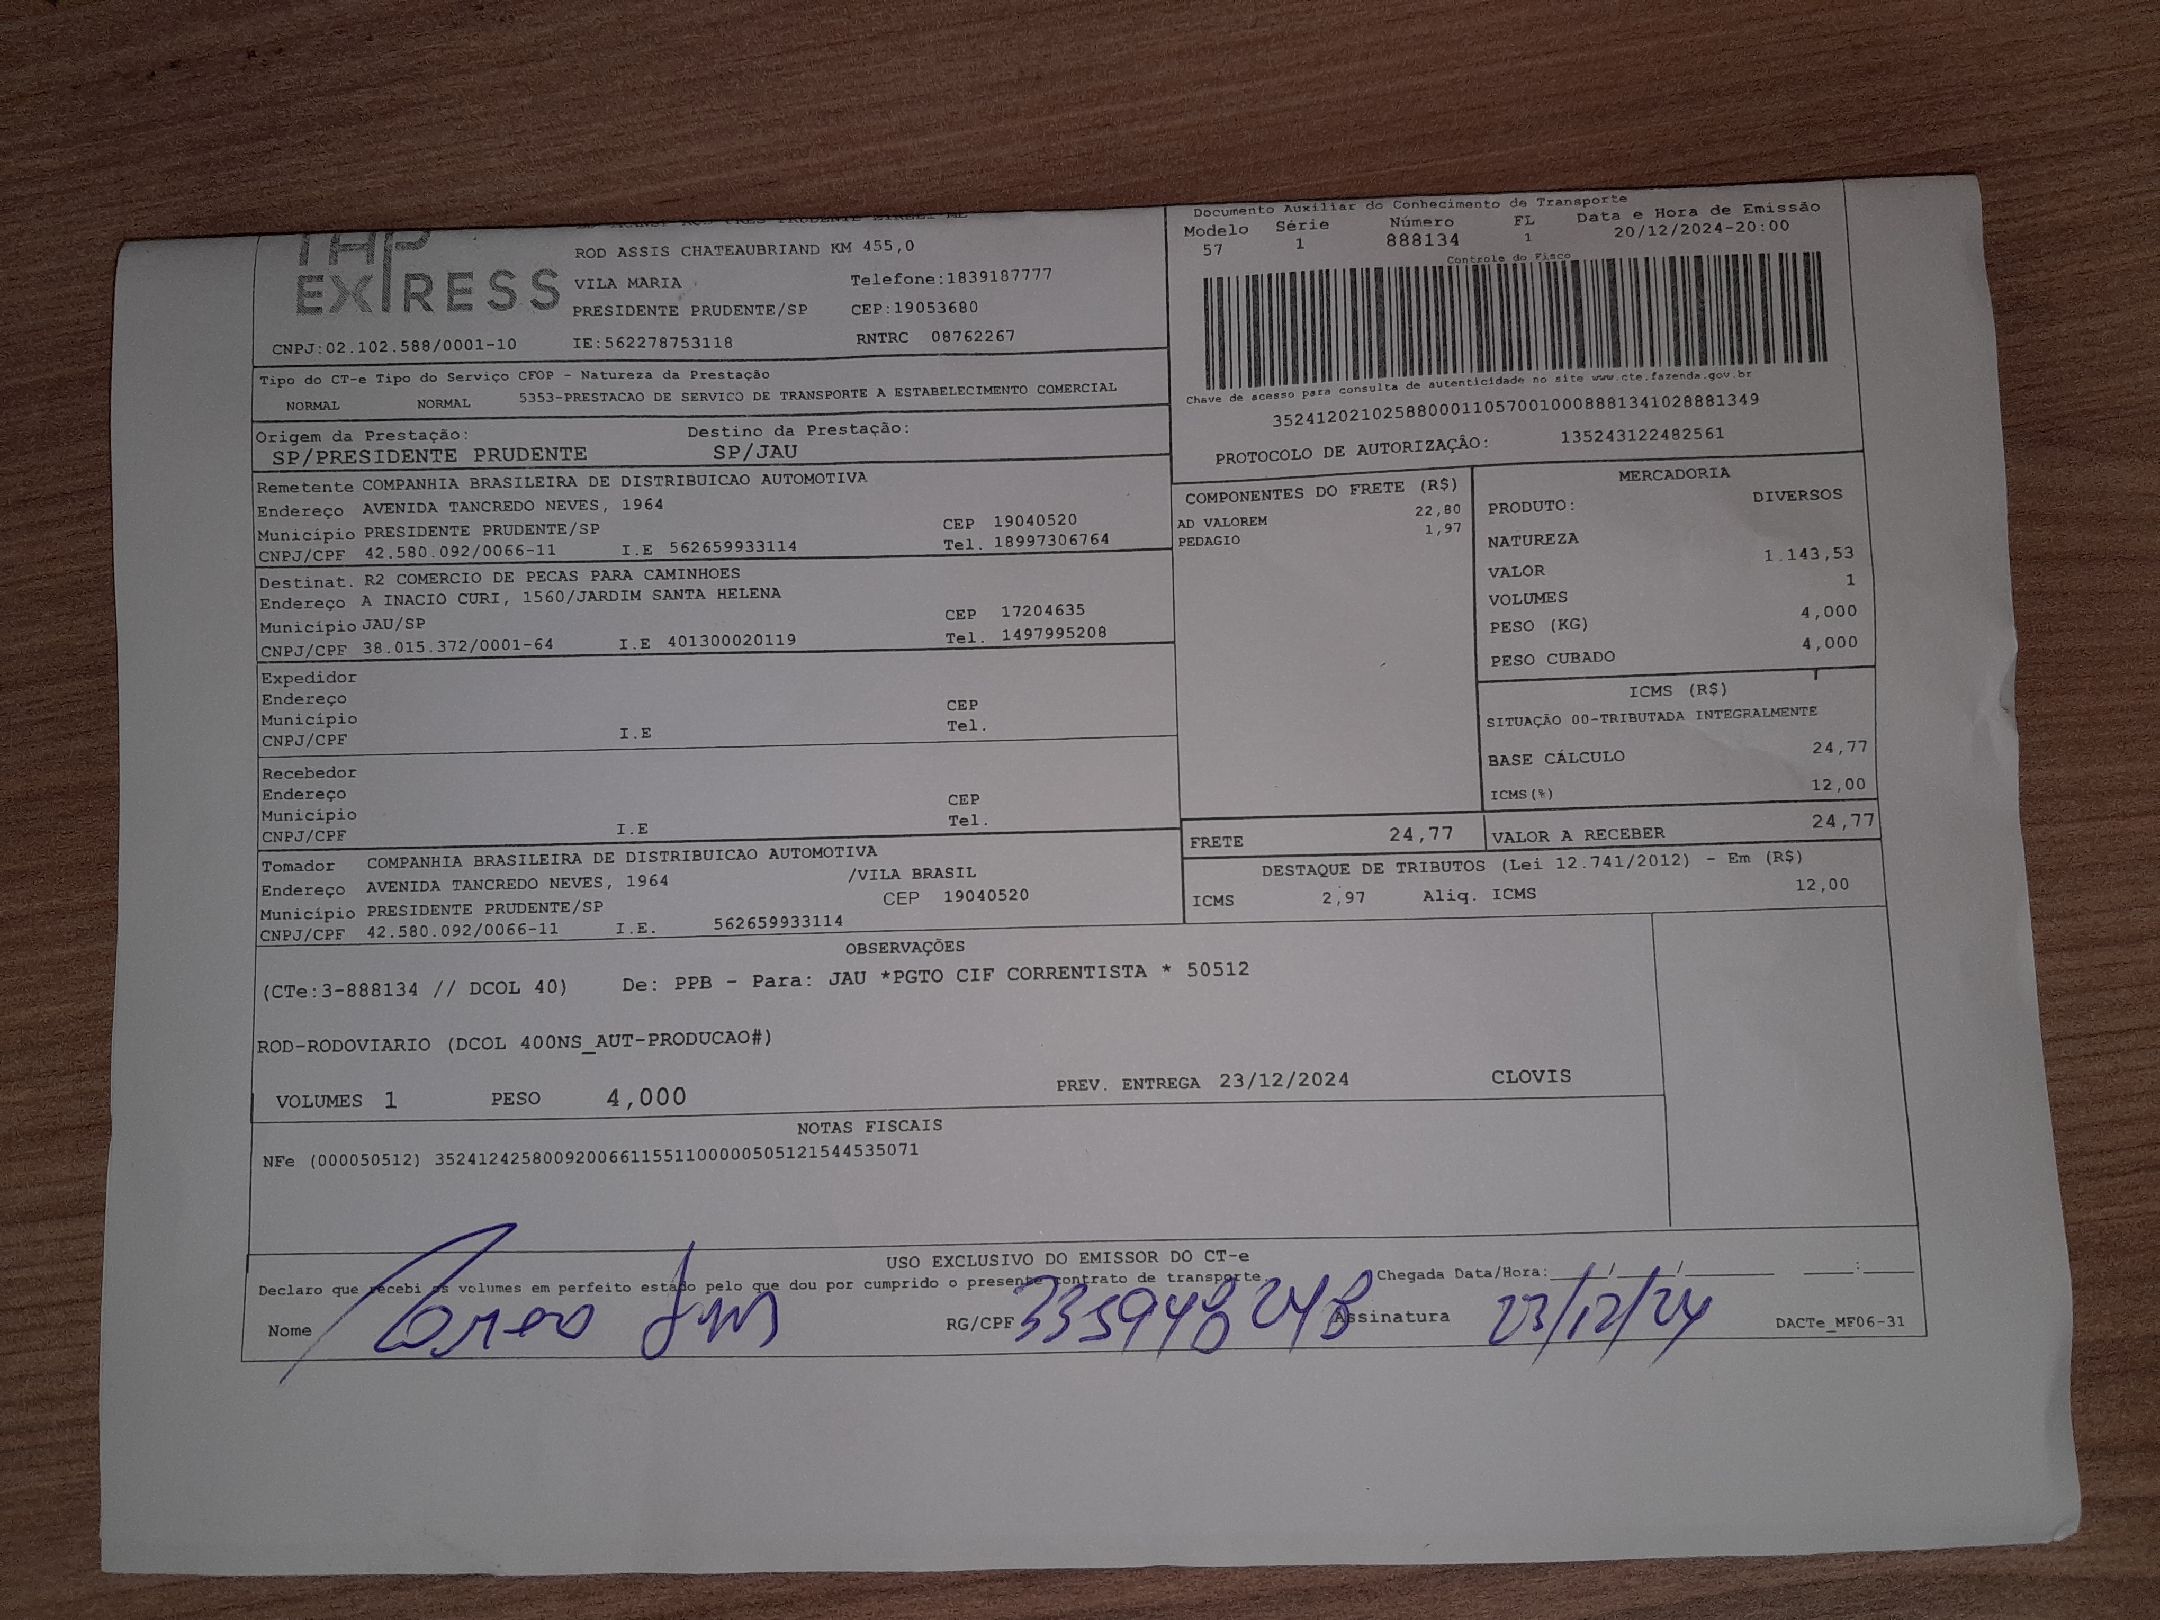 TAP
EXPRESS
ROD ASSIS CHATEAUBRIAND KM 455,0
VILA MARIA Telefone:1839187777
PRESIDENTE PRUDENTE/SP CEP:19053680
CNPJ:02.102.588/0001-10 IE:562278753118 RNTRC 08762267
Documento Auxiliar do Conhecimento de Transporte
Modelo Série Número FL Data e Hora de Emissão
57 1 888134 1 20/12/2024-20:00
Controle do Fisco
Chave de acesso para consulta de autenticidade no site www.cte.fazenda.gov.br
35241202102588000110570010008881341028881349
PROTOCOLO DE AUTORIZAÇÂO: 135243122482561
Tipo do CT-e Tipo do Serviço CFOP - Natureza da Prestação
NORMAL NORMAL 5353-PRESTACAO DE SERVICO DE TRANSPORTE A ESTABELECIMENTO COMERCIAL
Origem da Prestação: Destino da Prestação:
SP/PRESIDENTE PRUDENTE SP/JAU
Remetente COMPANHIA BRASILEIRA DE DISTRIBUICAO AUTOMOTIVA
Endereço AVENIDA TANCREDO NEVES, 1964
Município PRESIDENTE PRUDENTE/SP CEP 19040520
CNPJ/CPF 42.580.092/0066-11 I.E 562659933114 Tel. 18997306764
Destinat. R2 COMERCIO DE PECAS PARA CAMINHOES
Endereço A INACIO CURI, 1560/JARDIM SANTA HELENA
Município JAU/SP CEP 17204635
CNPJ/CPF 38.015.372/0001-64 I.E 401300020119 Tel. 1497995208
Expedidor
Endereço
Município CEP
CNPJ/CPF I.E Tel.
Recebedor
Endereço
Município CEP
CNPJ/CPF I.E Tel.
Tomador COMPANHIA BRASILEIRA DE DISTRIBUICAO AUTOMOTIVA
Endereço AVENIDA TANCREDO NEVES, 1964 /VILA BRASIL
Município PRESIDENTE PRUDENTE/SP CEP 19040520
CNPJ/CPF 42.580.092/0066-11 I.E. 562659933114
COMPONENTES DO FRETE (R$)
AD VALOREM 22,80
PEDAGIO 1,97
MERCADORIA
PRODUTO: DIVERSOS
NATUREZA
VALOR 1.143,53
VOLUMES 1
PESO (KG) 4,000
PESO CUBADO 4,000
ICMS (R$)
SITUAÇÃO 00-TRIBUTADA INTEGRALMENTE
BASE CÁLCULO 24,77
ICMS(%) 12,00
FRETE 24,77 VALOR A RECEBER 24,77
DESTAQUE DE TRIBUTOS (Lei 12.741/2012) - Em (R$)
ICMS 2,97 Aliq. ICMS 12,00
OBSERVAÇÕES
(CTe:3-888134 // DCOL 40) De: PPB - Para: JAU *PGTO CIF CORRENTISTA * 50512
ROD-RODOVIARIO (DCOL 400NS_AUT-PRODUCAO#)
VOLUMES 1 PESO 4,000 PREV. ENTREGA 23/12/2024 CLOVIS
NOTAS FISCAIS
NFe (000050512) 35241242580092006611551100000505121544535071
USO EXCLUSIVO DO EMISSOR DO CT-e
Declaro que recebi os volumes em perfeito estado pelo que dou por cumprido o presente contrato de transporte Chegada Data/Hora:____/____/______ ____:____
Nome RG/CPF Assinatura 23/12/24 DACTe_MF06-31